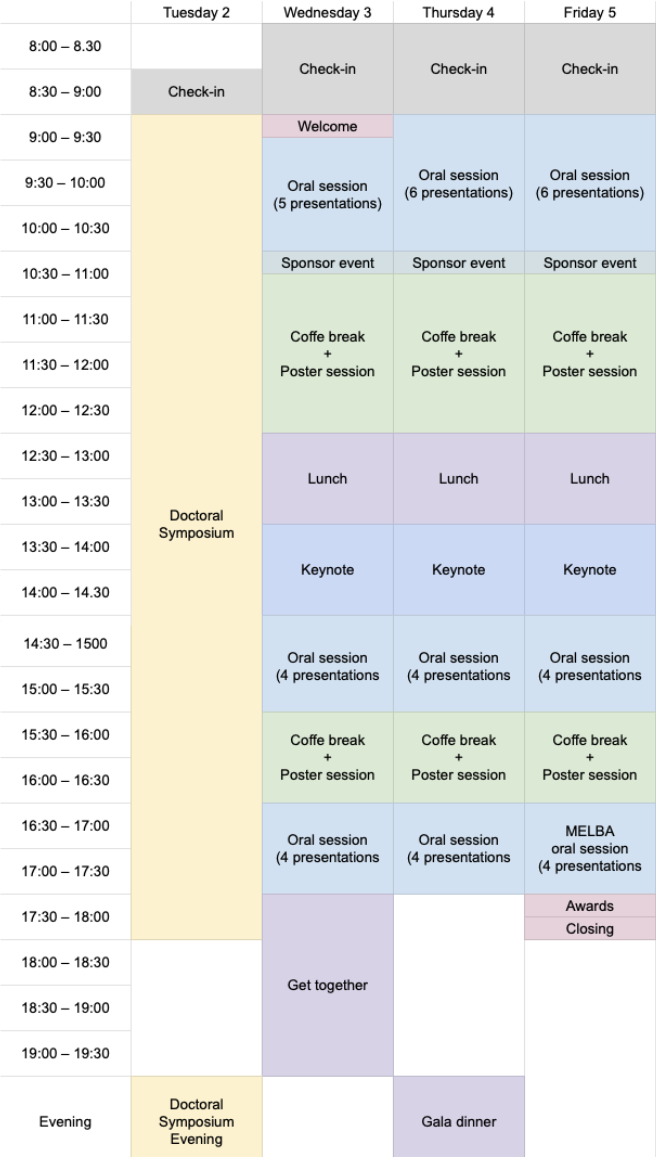 Tuesday 2 Wednesday 3 Thursday 4 Friday 5
8:00 – 8.30
Check-in Check-in Check-in
8:30 – 9:00 Check-in
Welcome
9:00 – 9:30
9:30 – 10:00
Oral session
(5 presentations)
Oral session
(6 presentations)
Oral session
(6 presentations)
10:00 – 10:30
Sponsor event Sponsor event Sponsor event
10:30 – 11:00
11:00 – 11:30
Coffe break
+
Poster session
Coffe break
+
Poster session
Coffe break
+
Poster session
11:30 – 12:00
12:00 – 12:30
12:30 – 13:00
Lunch Lunch Lunch
13:00 – 13:30
Doctoral
Symposium
13:30 – 14:00
Keynote Keynote Keynote
14:00 – 14.30
14:30 – 1500
Oral session
(4 presentations
Oral session
(4 presentations
Oral session
(4 presentations
15:00 – 15:30
15:30 – 16:00
Coffe break
+
Poster session
Coffe break
+
Poster session
Coffe break
+
Poster session
16:00 – 16:30
16:30 – 17:00
Oral session
(4 presentations
Oral session
(4 presentations
MELBA
oral session
(4 presentations
17:00 – 17:30
17:30 – 18:00
Awards
Closing
18:00 – 18:30
Get together
18:30 – 19:00
19:00 – 19:30
Evening
Doctoral
Symposium
Evening
Gala dinner